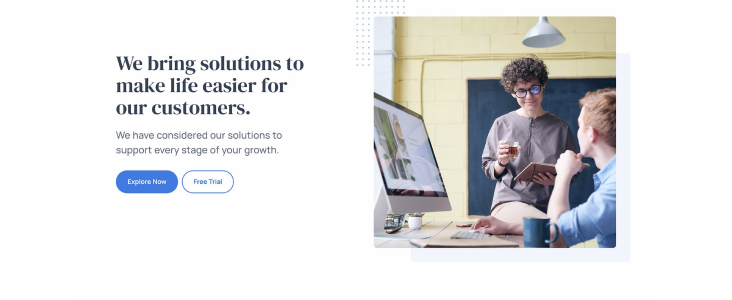 We bring solutions to
make life easier for
our customers.
We have considered our solutions to
support every stage of your growth.
Explore Now
Free Trial